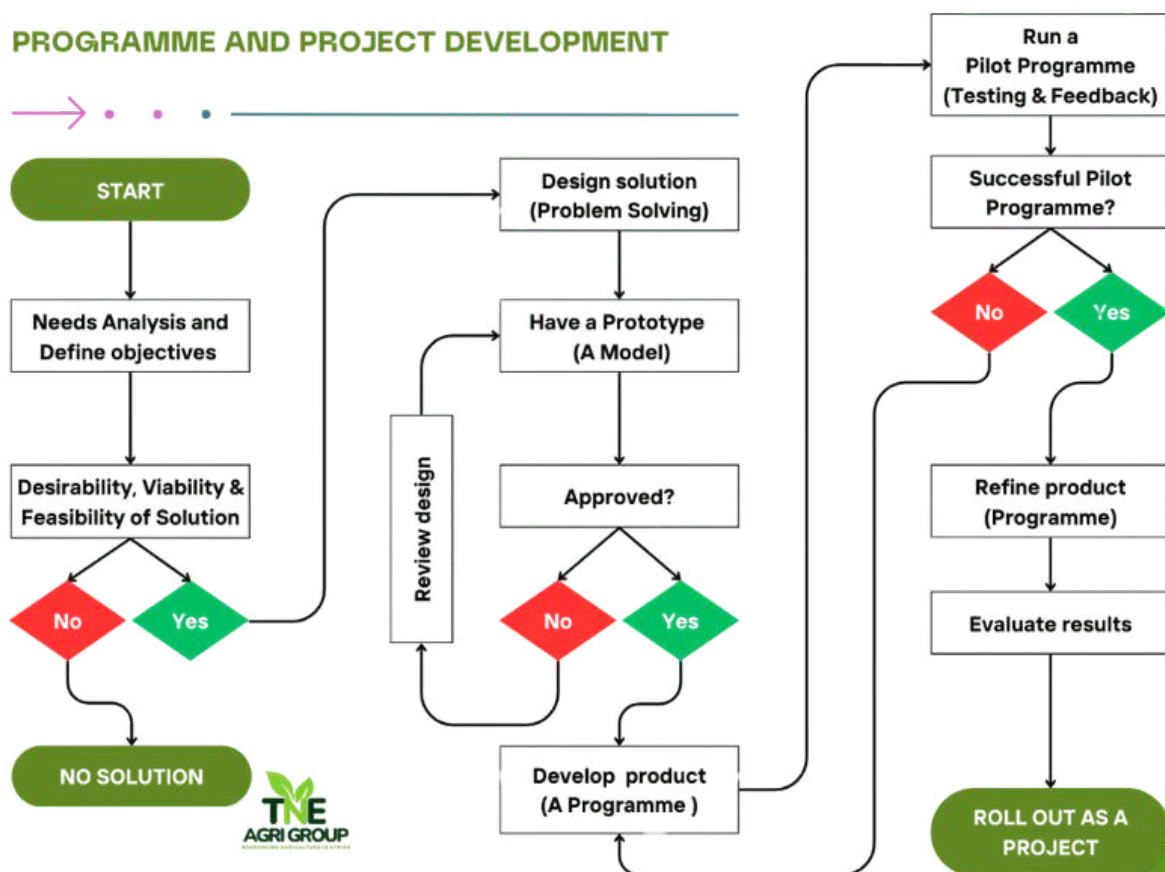 PROGRAMME AND PROJECT DEVELOPMENT
START
Needs Analysis and
Define objectives
Desirability, Viability &
Feasibility of Solution
No
Yes
NO SOLUTION
TNE
AGRI GROUP
Design solution
(Problem Solving)
Have a Prototype
(A Model)
Review design
Approved?
No
Yes
Develop product
(A Programme )
Run a
Pilot Programme
(Testing & Feedback)
Successful Pilot
Programme?
No
Yes
Refine product
(Programme)
Evaluate results
ROLL OUT AS A
PROJECT